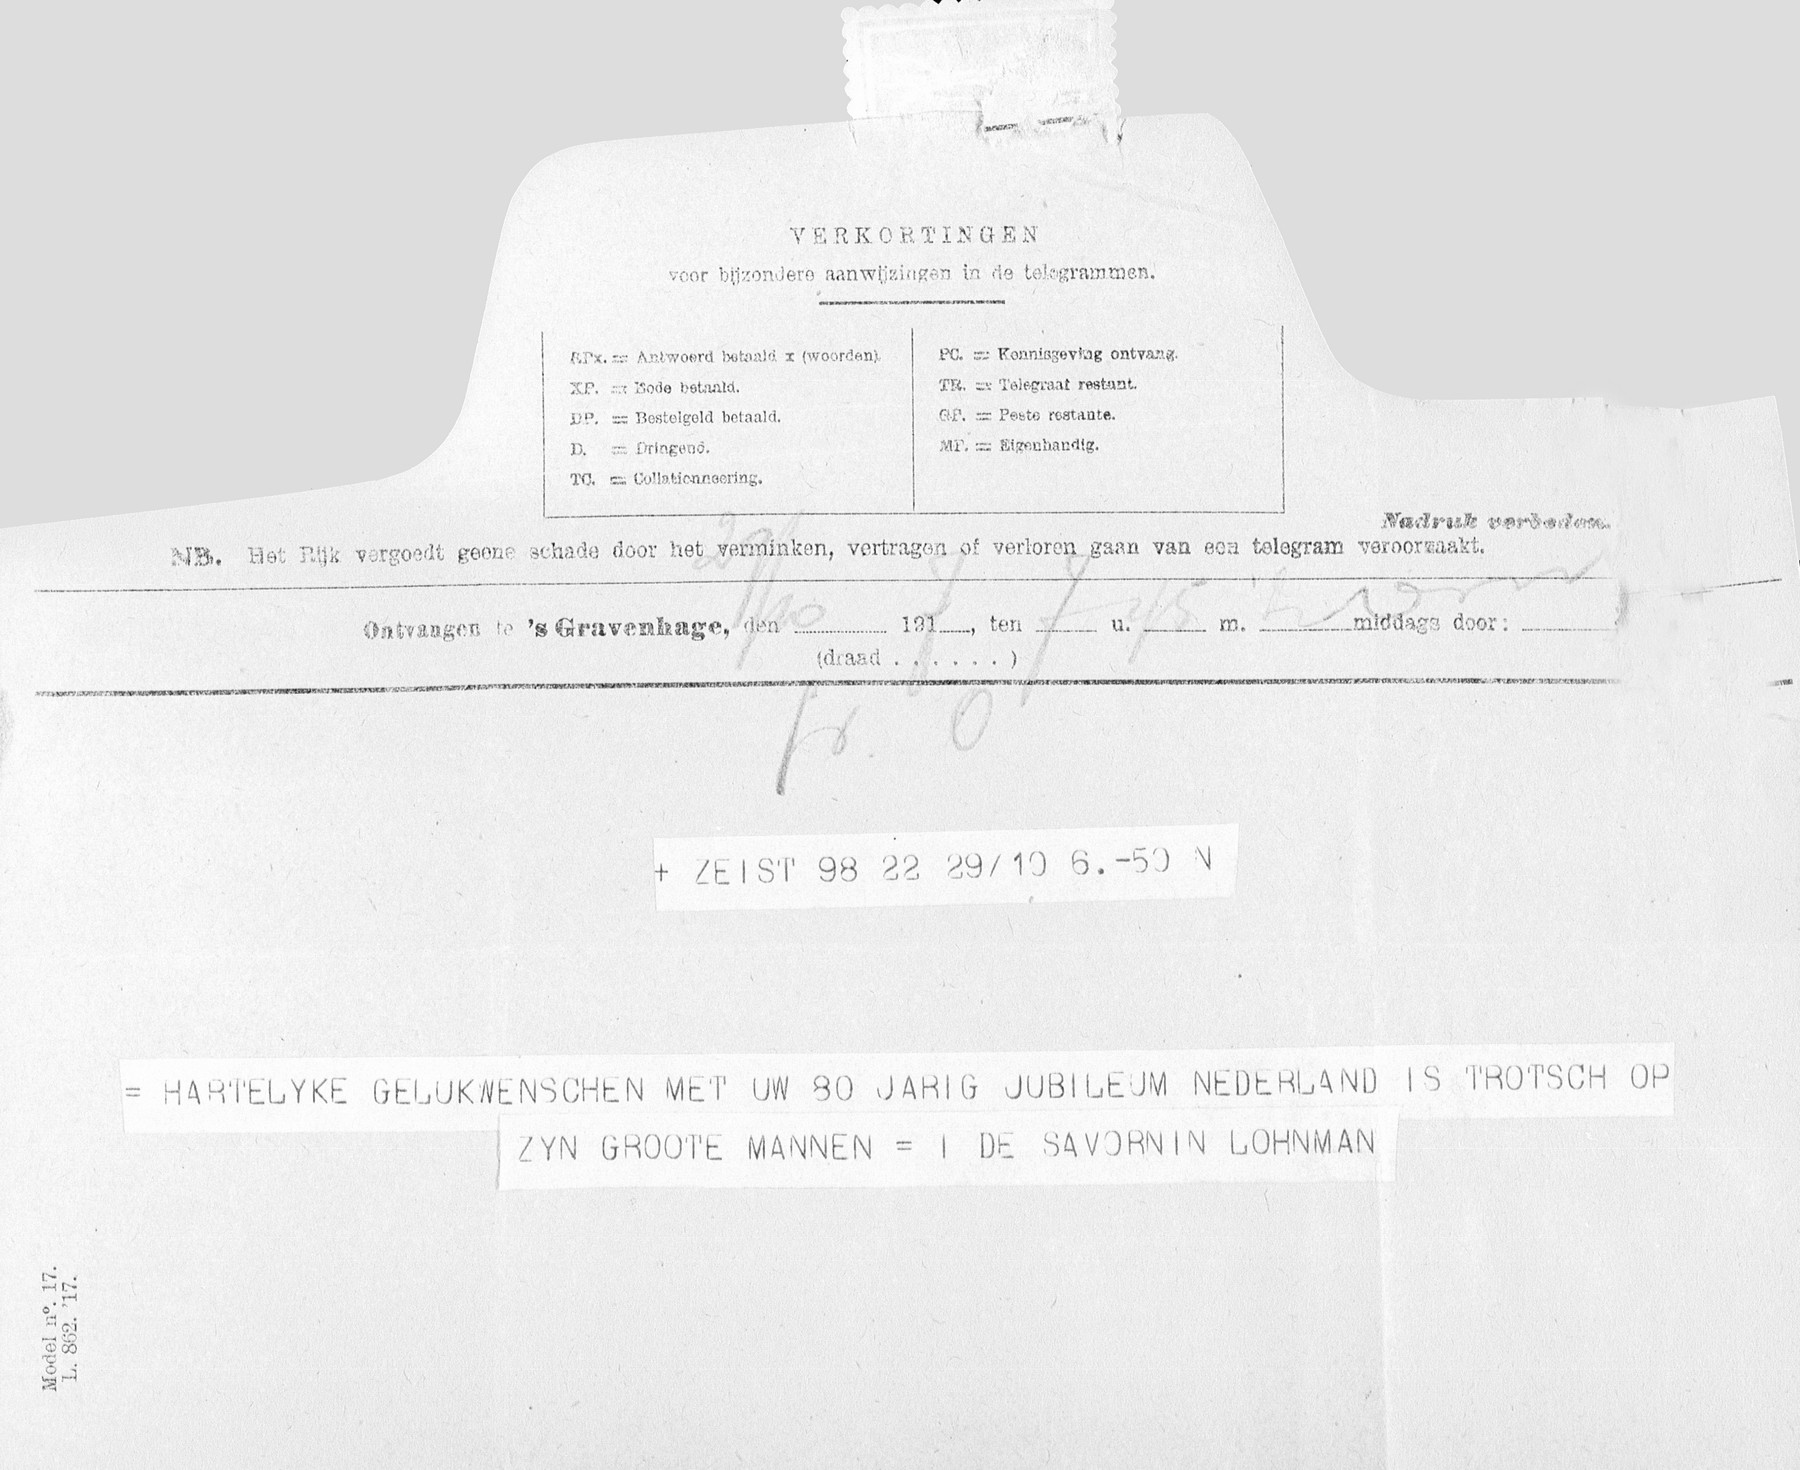 VERKORTINGEN
voor bijzondere aanwijzingen in de telegrammen.
RPx. = Antwoord betaald x (woorden).
XP. = Bode betaald.
DP. = Bestelgeld betaald.
D. = Dringend.
TC. = Collationneering.
PC. = Kennisgeving ontvang.
TR. = Telegraaf restant.
GP. = Poste restante.
MP. = Eigenhandig.
Nadruk verboden.
NB. Het Rijk vergoedt geene schade door het verminken, vertragen of verloren gaan van een telegram veroorzaakt.
Ontvangen te 's Gravenhage, den 191, ten u. m. middags door:
(draad . . . . . . )
+ ZEIST 98 22 29/10 6.-50 N
= HARTELYKE GELUKWENSCHEN MET UW 80 JARIG JUBILEUM NEDERLAND IS TROTSCH OP
ZYN GROOTE MANNEN = I DE SAVORNIN LOHNMAN
Model nº. 17.
L. 862. '17.